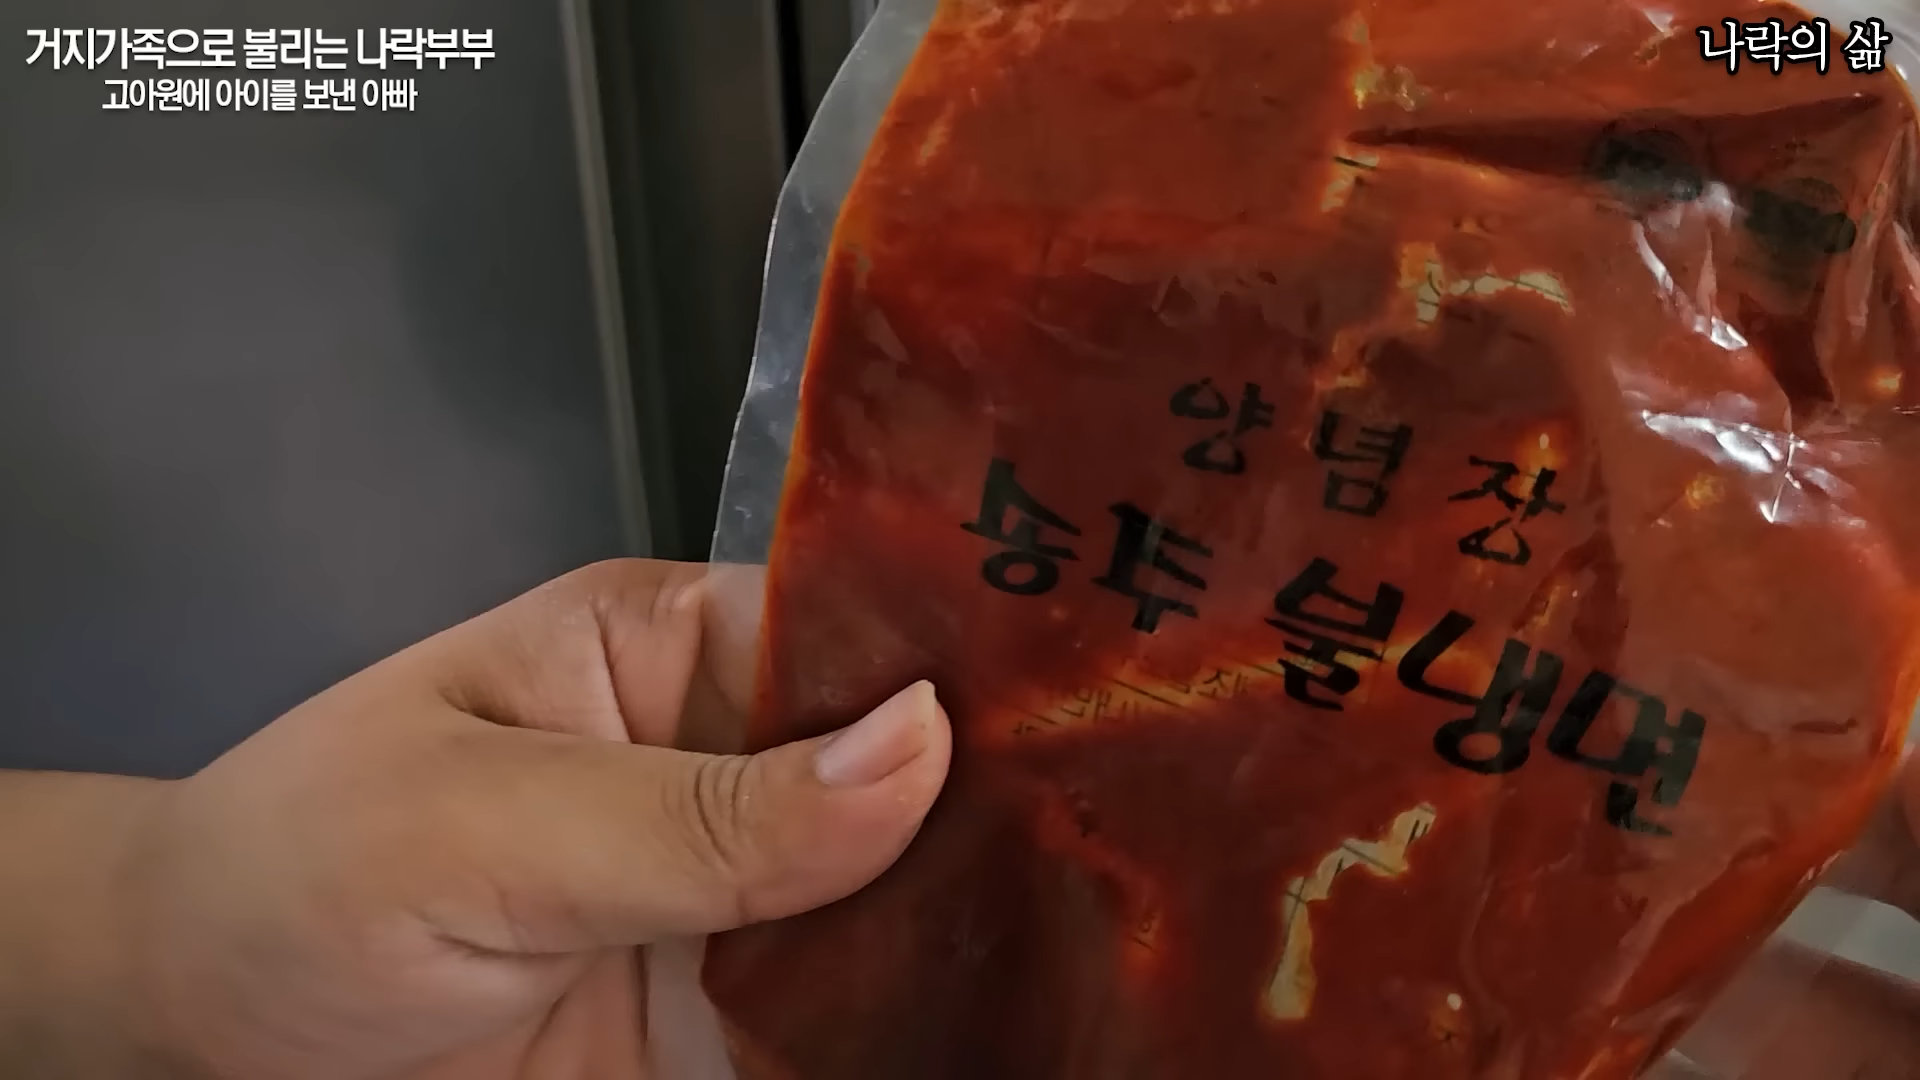 거지가족으로 불리는 나락부부
고아원에 아이를 보낸 아빠
나락의 삶
양념장
송주 불냉면